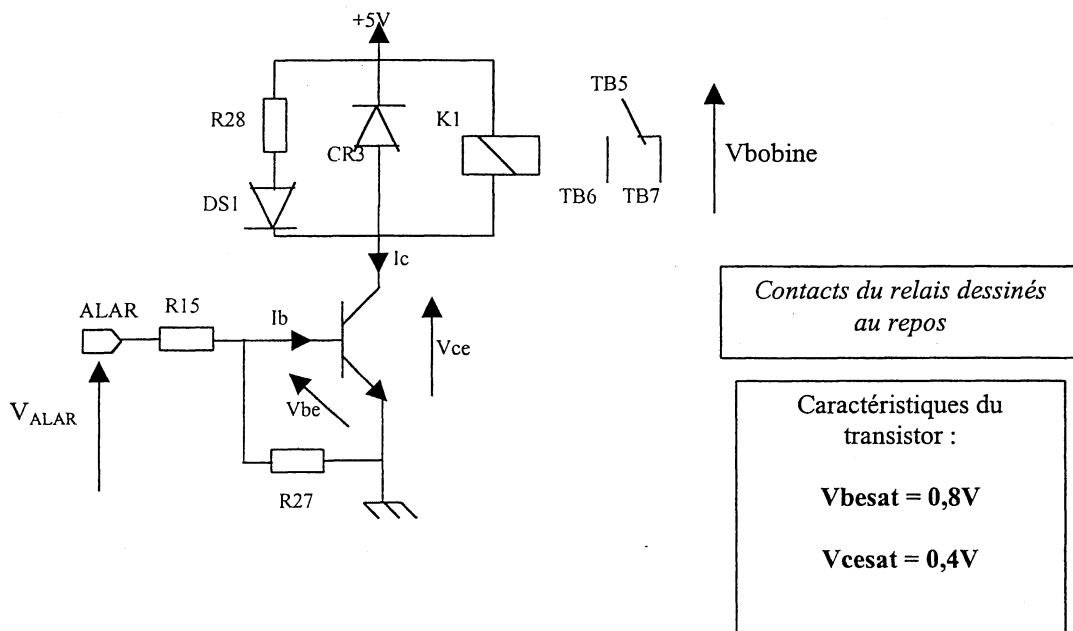 +5V
TB5
R28
K1
CR3
Vbobine
DS1
TB6
TB7
Ic
Contacts du relais dessinés
au repos
ALAR
R15
Ib
Vce
Vbe
VALAR
R27
Caractéristiques du
transistor :
Vbesat = 0,8V
Vcesat = 0,4V